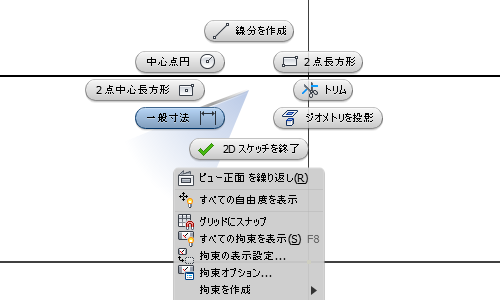 線分を作成
中心点円
2点長方形
2点中心長方形
トリム
一般寸法
ジオメトリを投影
2Dスケッチを終了
ビュー正面 を繰り返し(R)
すべての自由度を表示
グリッドにスナップ
すべての拘束を表示(S) F8
拘束の表示設定...
拘束オプション...
拘束を作成